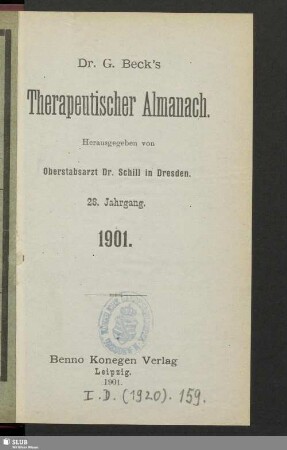 Dr. G. Beck's
Therapeutischer Almanach.
Herausgegeben von
Oberstabsarzt Dr. Schill in Dresden.
28. Jahrgang.
1901.
Benno Konegen Verlag
Leipzig.
1901.
I. D. (1920). 159.
SLUB